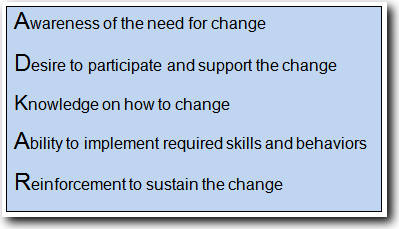 Awareness of the need for change
Desire to participate and support the change
Knowledge on how to change
Ability to implement required skills and behaviors
Reinforcement to sustain the change